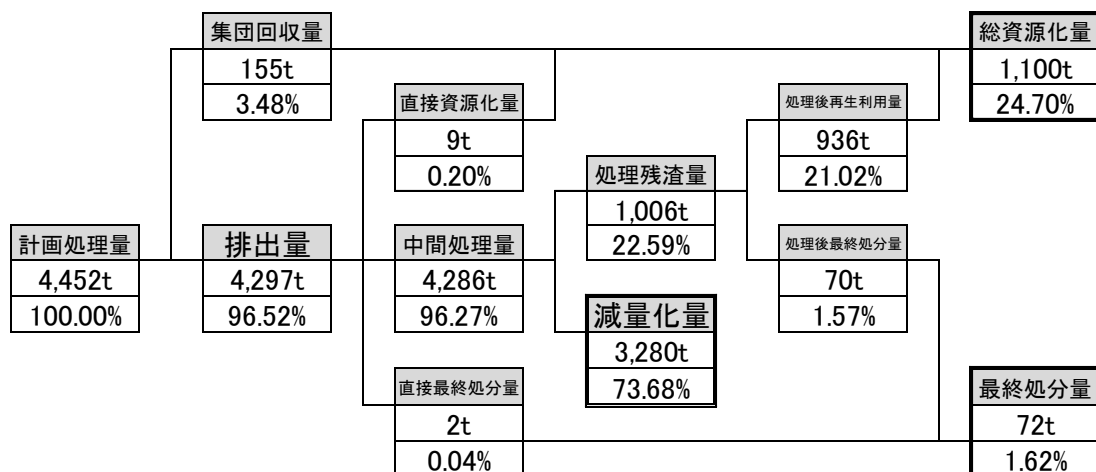 集団回収量
155t
3.48%
総資源化量
1,100t
24.70%
直接資源化量
9t
0.20%
処理後再生利用量
936t
21.02%
処理残渣量
1,006t
22.59%
計画処理量
4,452t
100.00%
排出量
4,297t
96.52%
中間処理量
4,286t
96.27%
処理後最終処分量
70t
1.57%
減量化量
3,280t
73.68%
直接最終処分量
2t
0.04%
最終処分量
72t
1.62%